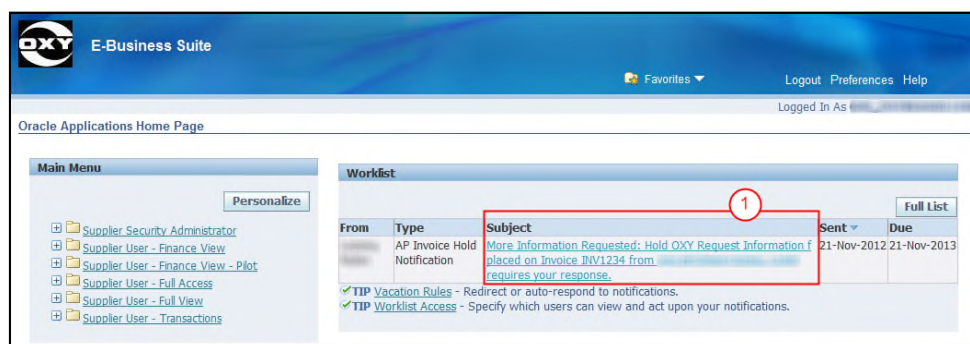 OXY E-Business Suite
Favorites
Logout Preferences Help
Logged In As
Oracle Applications Home Page
Main Menu
Personalize
Supplier Security Administrator
Supplier User - Finance View
Supplier User - Finance View - Pilot
Supplier User - Full Access
Supplier User - Full View
Supplier User - Transactions
Worklist
1
Full List
From Type Subject Sent Due
AP Invoice Hold More Information Requested: Hold OXY Request Information f 21-Nov-2012 21-Nov-2013
Notification placed on Invoice INV1234 from
requires your response.
TIP Vacation Rules - Redirect or auto-respond to notifications.
TIP Worklist Access - Specify which users can view and act upon your notifications.